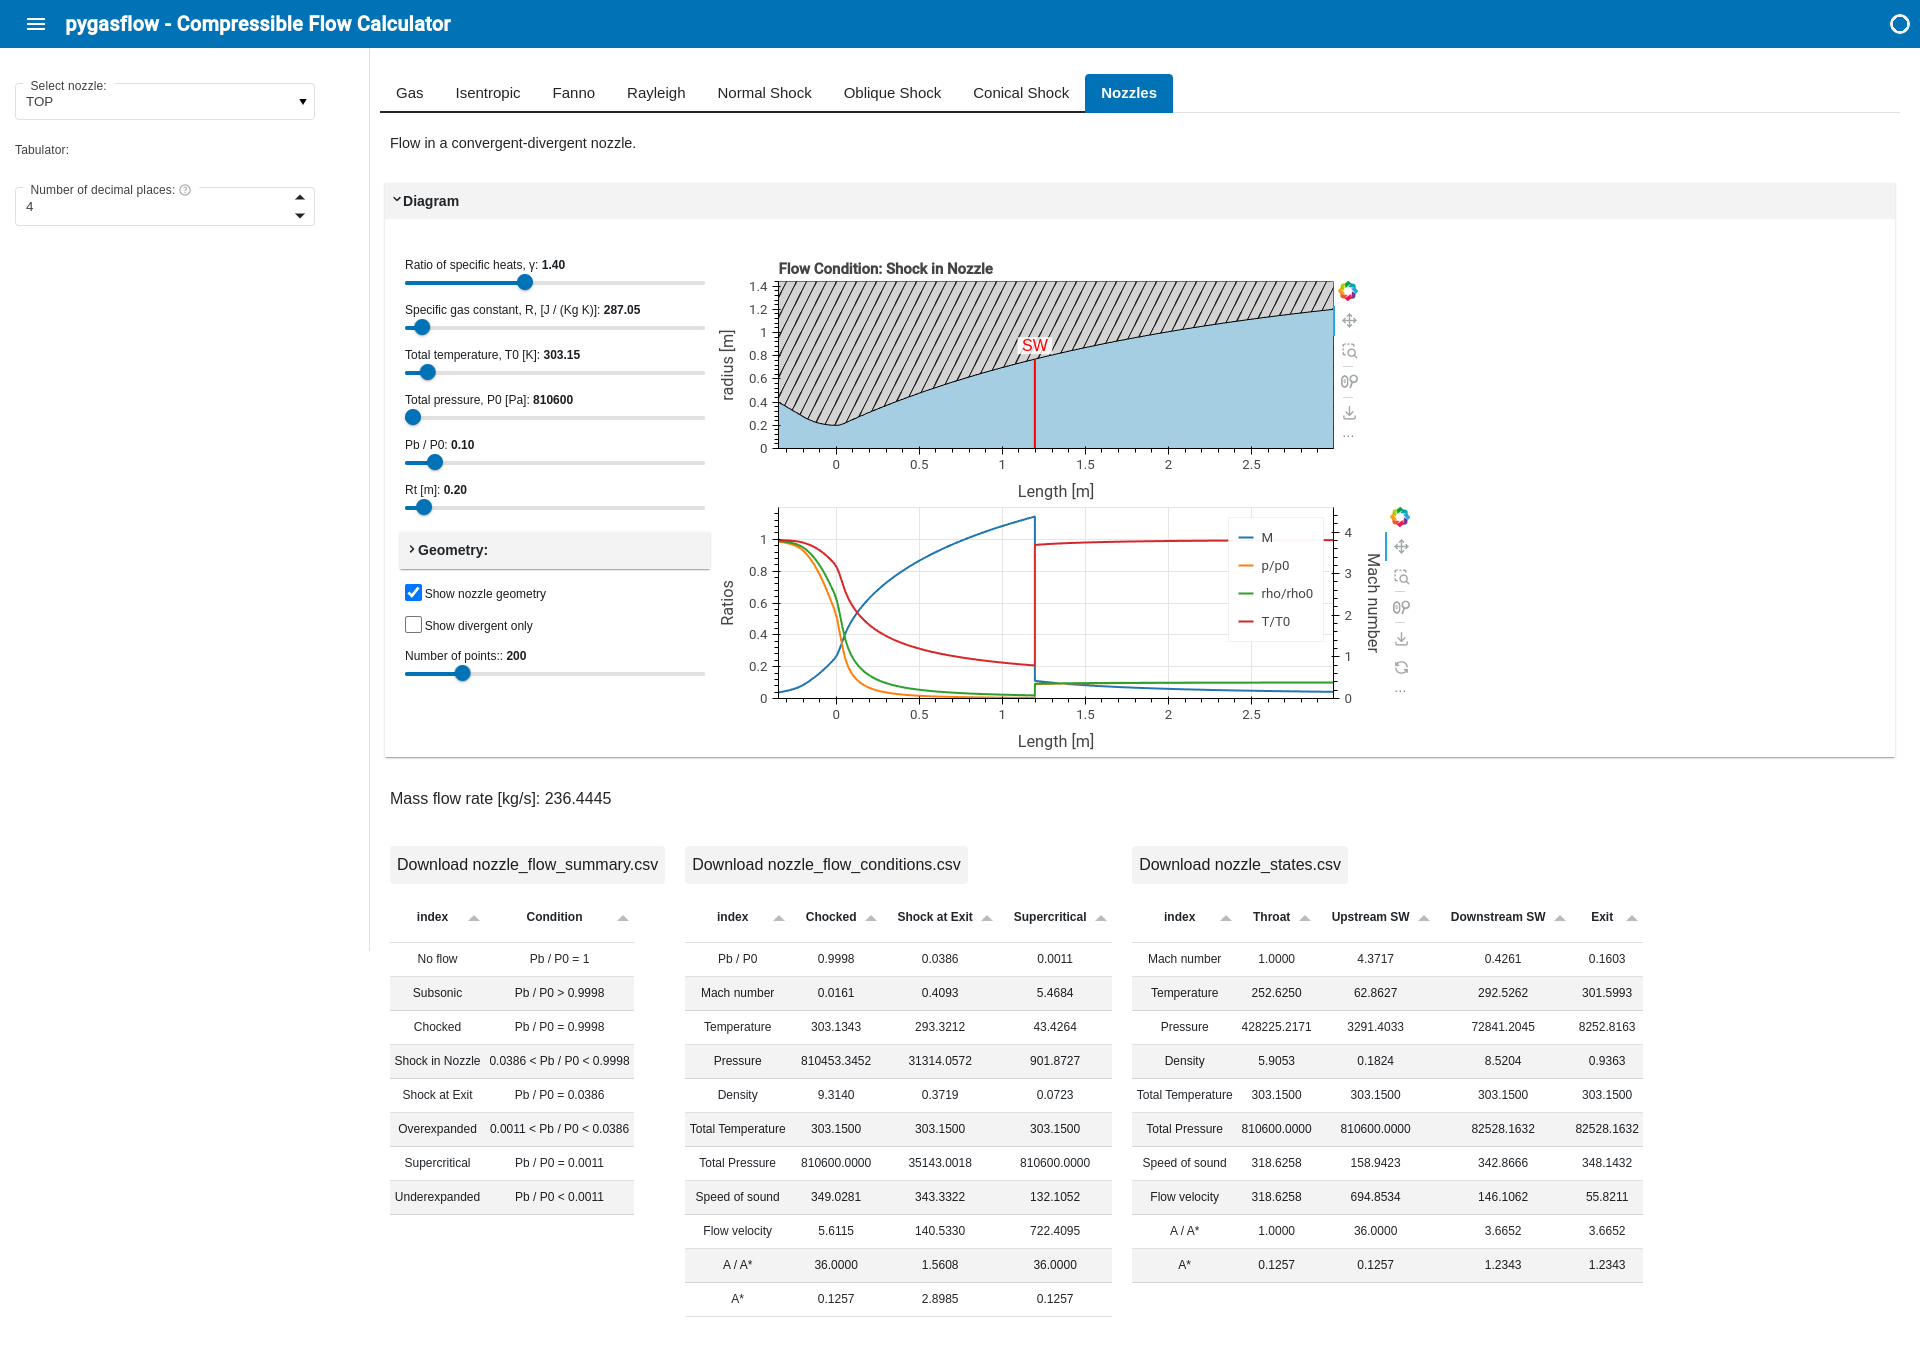 pygasflow - Compressible Flow Calculator
Select nozzle:
TOP
Tabulator:
Number of decimal places:
4
Gas Isentropic Fanno Rayleigh Normal Shock Oblique Shock Conical Shock Nozzles
Flow in a convergent-divergent nozzle.
Diagram
Ratio of specific heats, γ: 1.40
Specific gas constant, R, [J / (Kg K)]: 287.05
Total temperature, T0 [K]: 303.15
Total pressure, P0 [Pa]: 810600
Pb / P0: 0.10
Rt [m]: 0.20
Geometry:
Show nozzle geometry
Show divergent only
Number of points:: 200
Flow Condition: Shock in Nozzle
radius [m]
1.4
1.2
1
0.8
0.6
0.4
0.2
0
SW
0 0.5 1 1.5 2 2.5
Length [m]
Ratios
1
0.8
0.6
0.4
0.2
0
M
p/p0
rho/rho0
T/T0
4
3
2
1
0
Mach number
0 0.5 1 1.5 2 2.5
Length [m]
Mass flow rate [kg/s]: 236.4445
Download nozzle_flow_summary.csv
index Condition
No flow Pb / P0 = 1
Subsonic Pb / P0 > 0.9998
Chocked Pb / P0 = 0.9998
Shock in Nozzle 0.0386 < Pb / P0 < 0.9998
Shock at Exit Pb / P0 = 0.0386
Overexpanded 0.0011 < Pb / P0 < 0.0386
Supercritical Pb / P0 = 0.0011
Underexpanded Pb / P0 < 0.0011
Download nozzle_flow_conditions.csv
index Chocked Shock at Exit Supercritical
Pb / P0 0.9998 0.0386 0.0011
Mach number 0.0161 0.4093 5.4684
Temperature 303.1343 293.3212 43.4264
Pressure 810453.3452 31314.0572 901.8727
Density 9.3140 0.3719 0.0723
Total Temperature 303.1500 303.1500 303.1500
Total Pressure 810600.0000 35143.0018 810600.0000
Speed of sound 349.0281 343.3322 132.1052
Flow velocity 5.6115 140.5330 722.4095
A / A* 36.0000 1.5608 36.0000
A* 0.1257 2.8985 0.1257
Download nozzle_states.csv
index Throat Upstream SW Downstream SW Exit
Mach number 1.0000 4.3717 0.4261 0.1603
Temperature 252.6250 62.8627 292.5262 301.5993
Pressure 428225.2171 3291.4033 72841.2045 8252.8163
Density 5.9053 0.1824 8.5204 0.9363
Total Temperature 303.1500 303.1500 303.1500 303.1500
Total Pressure 810600.0000 810600.0000 82528.1632 82528.1632
Speed of sound 318.6258 158.9423 342.8666 348.1432
Flow velocity 318.6258 694.8534 146.1062 55.8211
A / A* 1.0000 36.0000 3.6652 3.6652
A* 0.1257 0.1257 1.2343 1.2343